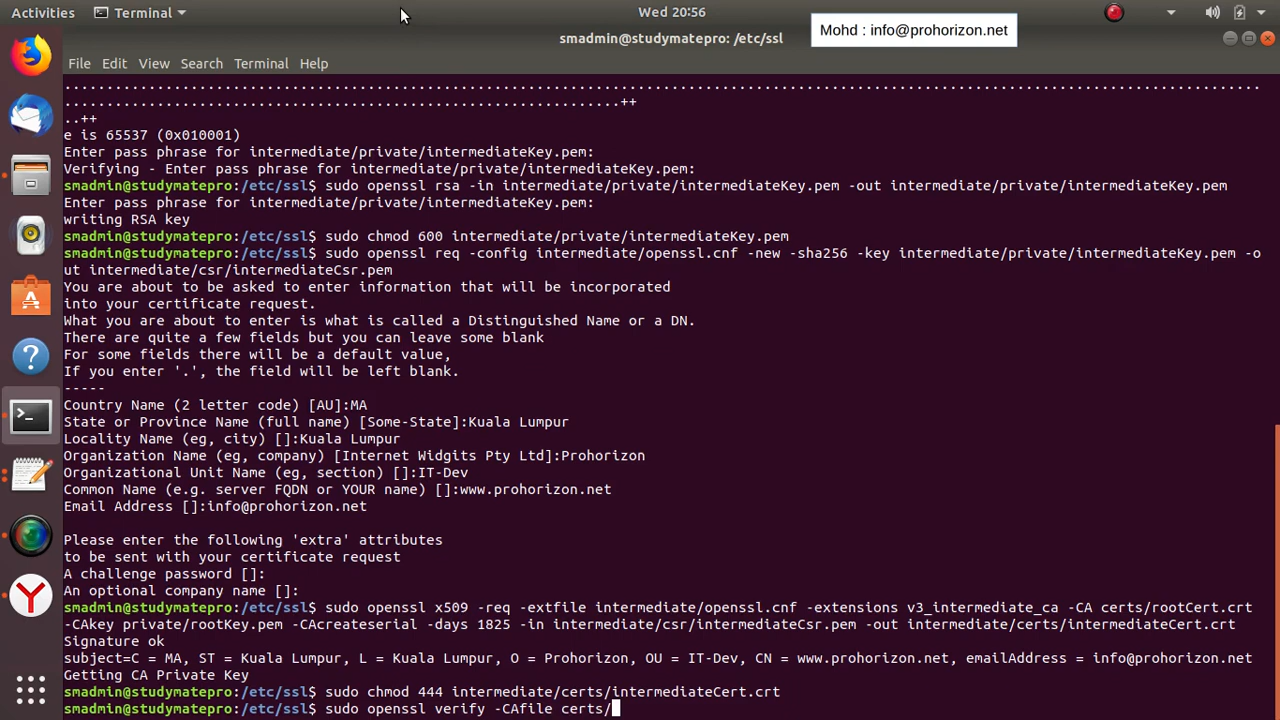 Activities
Terminal
Wed 20:56
Mohd : info@prohorizon.net
smadmin@studymatepro: /etc/ssl
File Edit View Search Terminal Help
..............................................................................................................................................
..................................................................++
..++
e is 65537 (0x010001)
Enter pass phrase for intermediate/private/intermediateKey.pem:
Verifying - Enter pass phrase for intermediate/private/intermediateKey.pem:
smadmin@studymatepro:/etc/ssl$ sudo openssl rsa -in intermediate/private/intermediateKey.pem -out intermediate/private/intermediateKey.pem
Enter pass phrase for intermediate/private/intermediateKey.pem:
writing RSA key
smadmin@studymatepro:/etc/ssl$ sudo chmod 600 intermediate/private/intermediateKey.pem
smadmin@studymatepro:/etc/ssl$ sudo openssl req -config intermediate/openssl.cnf -new -sha256 -key intermediate/private/intermediateKey.pem -o
ut intermediate/csr/intermediateCsr.pem
You are about to be asked to enter information that will be incorporated
into your certificate request.
What you are about to enter is what is called a Distinguished Name or a DN.
There are quite a few fields but you can leave some blank
For some fields there will be a default value,
If you enter '.', the field will be left blank.
-----
Country Name (2 letter code) [AU]:MA
State or Province Name (full name) [Some-State]:Kuala Lumpur
Locality Name (eg, city) []:Kuala Lumpur
Organization Name (eg, company) [Internet Widgits Pty Ltd]:Prohorizon
Organizational Unit Name (eg, section) []:IT-Dev
Common Name (e.g. server FQDN or YOUR name) []:www.prohorizon.net
Email Address []:info@prohorizon.net
Please enter the following 'extra' attributes
to be sent with your certificate request
A challenge password []:
An optional company name []:
smadmin@studymatepro:/etc/ssl$ sudo openssl x509 -req -extfile intermediate/openssl.cnf -extensions v3_intermediate_ca -CA certs/rootCert.crt
-CAkey private/rootKey.pem -CAcreateserial -days 1825 -in intermediate/csr/intermediateCsr.pem -out intermediate/certs/intermediateCert.crt
Signature ok
subject=C = MA, ST = Kuala Lumpur, L = Kuala Lumpur, O = Prohorizon, OU = IT-Dev, CN = www.prohorizon.net, emailAddress = info@prohorizon.net
Getting CA Private Key
smadmin@studymatepro:/etc/ssl$ sudo chmod 444 intermediate/certs/intermediateCert.crt
smadmin@studymatepro:/etc/ssl$ sudo openssl verify -CAfile certs/